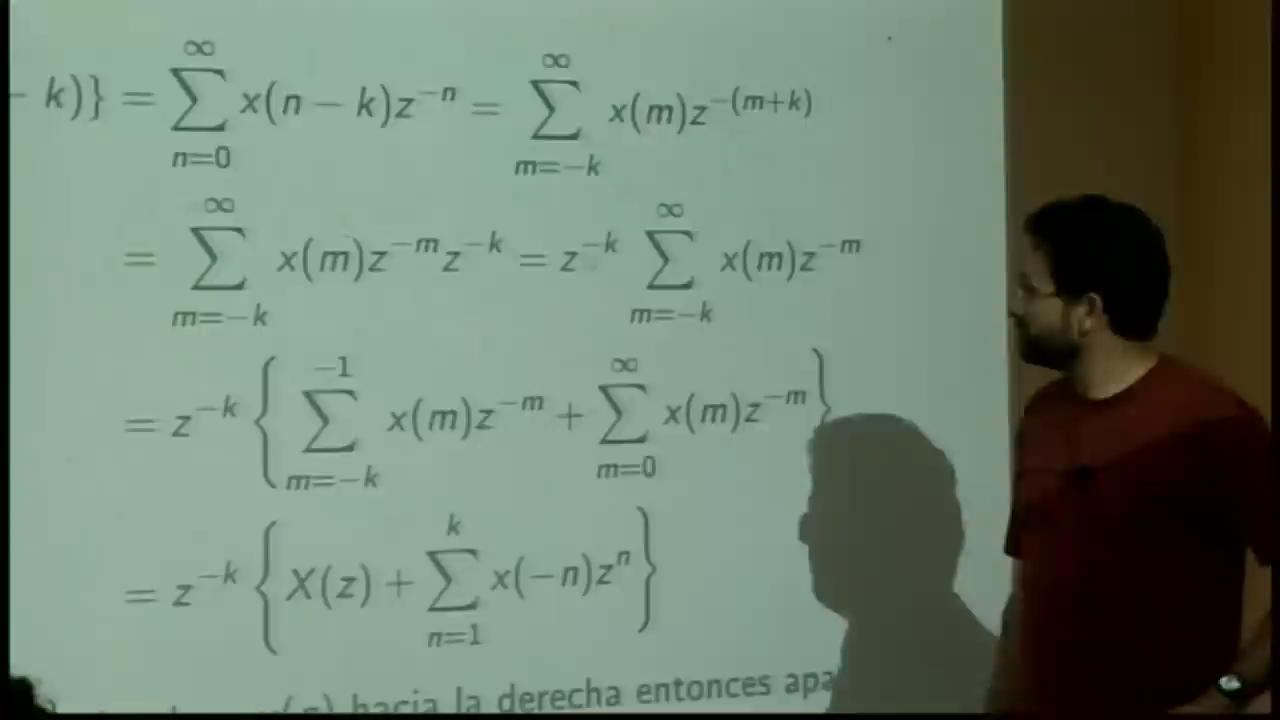 − k)} = ∑_{n=0}^{∞} x(n − k)z^{−n} = ∑_{m=−k}^{∞} x(m)z^{−(m+k)}
= ∑_{m=−k}^{∞} x(m)z^{−m}z^{−k} = z^{−k} ∑_{m=−k}^{∞} x(m)z^{−m}
= z^{−k} { ∑_{m=−k}^{−1} x(m)z^{−m} + ∑_{m=0}^{∞} x(m)z^{−m} }
= z^{−k} { X(z) + ∑_{n=1}^{k} x(−n)z^{n} }
hacia la derecha entonces apa